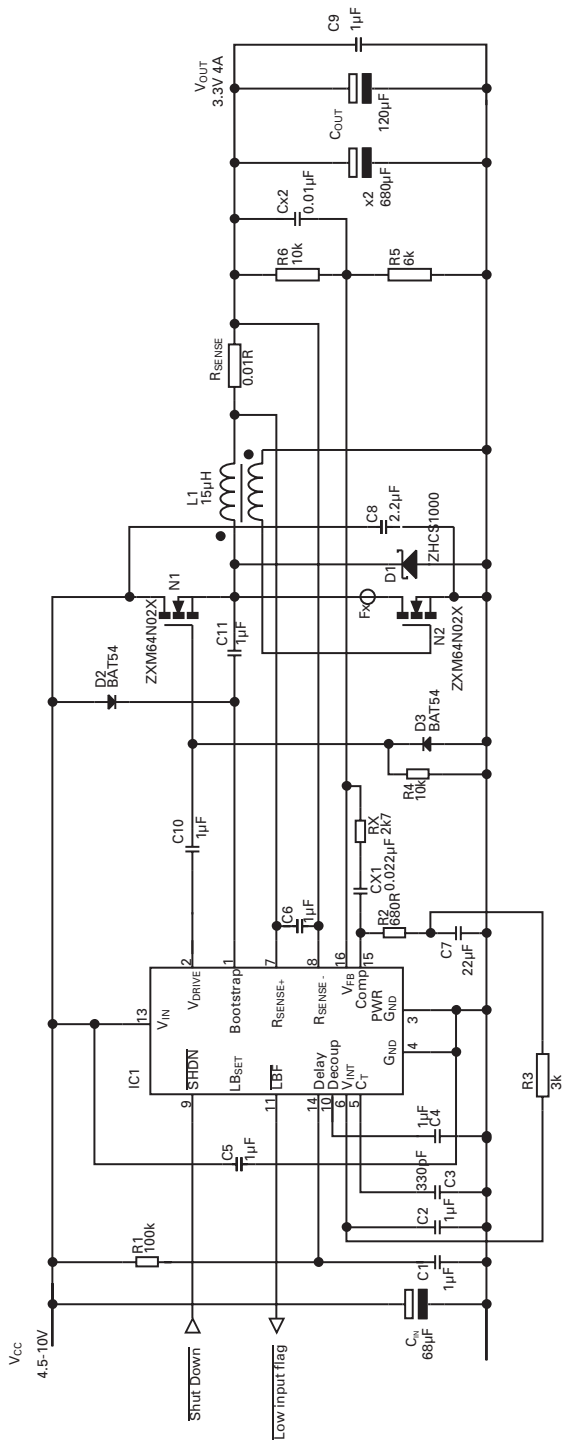 VCC
4.5-10V
Shut Down
Low input flag
CIN
68µF
R1
100k
C1
1µF
C2
1µF
330pF
C3
1µF
C4
C5
1µF
R3
3k
IC1
13
VIN
9
SHDN
LBSET
11
LBF
14
Delay
10
Decoup
6
VINT
5
CT
2
VDRIVE
1
Bootstrap
7
RSENSE+
8
RSENSE -
16
VFB
15
Comp
PWR
GND
3
GND
4
C6
1µF
C10
1µF
CX1
0.022µF
RX
2k7
R2
680R
C7
22µF
R4
10k
D3
BAT54
D2
BAT54
C11
1µF
ZXM64N02X
N1
Fx
N2
ZXM64N02X
D1
ZHCS1000
C8
2.2µF
L1
15µH
RSENSE
0.01R
R6
10k
R5
6k
Cx2
0.01µF
x2
680µF
COUT
120µF
VOUT
3.3V 4A
C9
1µF